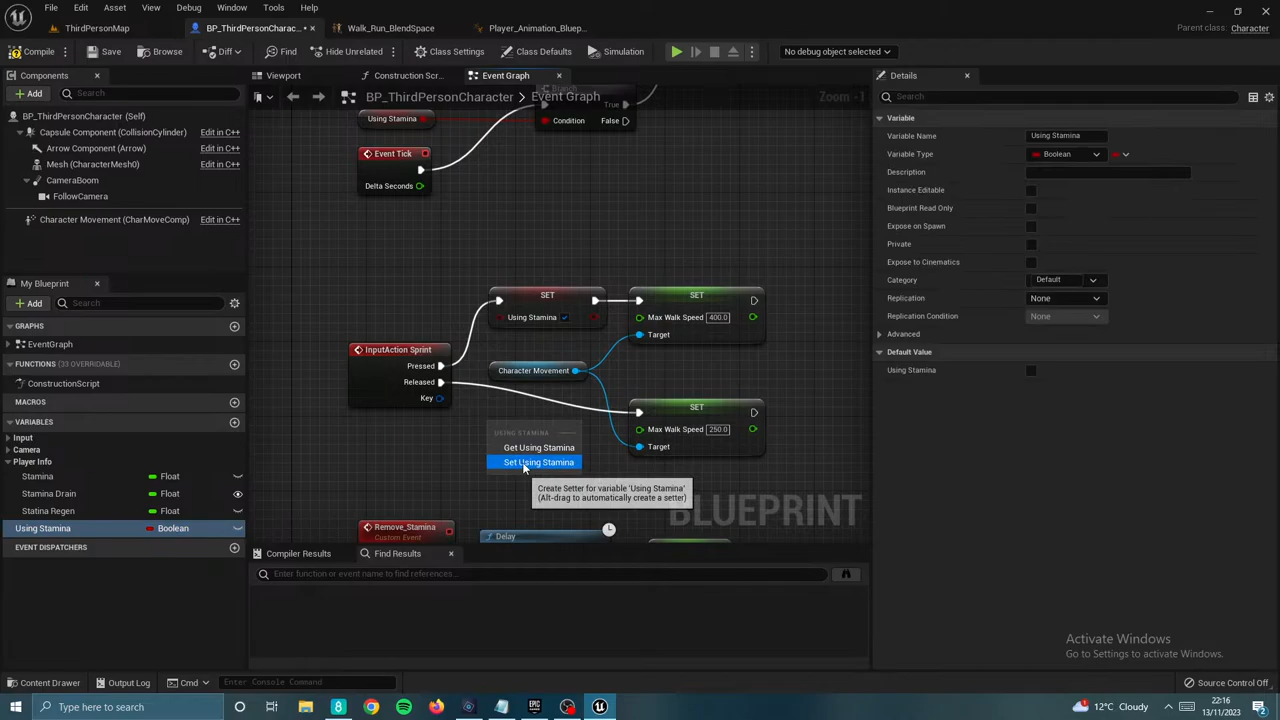 File Edit Asset View Debug Window Tools Help
ThirdPersonMap
BP_ThirdPersonCharac...
Walk_Run_BlendSpace
Player_Animation_Bluep...
Parent class: Character
Compile Save Browse Diff Find Hide Unrelated Class Settings Class Defaults Simulation No debug object selected
Components
Add Search
BP_ThirdPersonCharacter (Self)
Capsule Component (CollisionCylinder) Edit in C++
Arrow Component (Arrow) Edit in C++
Mesh (CharacterMesh0) Edit in C++
CameraBoom
FollowCamera
Character Movement (CharMoveComp) Edit in C++
My Blueprint
Add Search
GRAPHS
EventGraph
FUNCTIONS (33 OVERRIDABLE)
ConstructionScript
MACROS
VARIABLES
Input
Camera
Player Info
Stamina Float
Stamina Drain Float
Statina Regen Float
Using Stamina Boolean
EVENT DISPATCHERS
Viewport Construction Scr... Event Graph
BP_ThirdPersonCharacter > Event Graph
Zoom -1
Branch
True
Condition False
Using Stamina
Event Tick
Delta Seconds
SET
Using Stamina
SET
Max Walk Speed 400.0
Target
InputAction Sprint
Pressed
Released
Key
Character Movement
SET
Max Walk Speed 250.0
Target
USING STAMINA
Get Using Stamina
Set Using Stamina
Create Setter for variable 'Using Stamina'
(Alt-drag to automatically create a setter)
BLUEPRINT
Remove_Stamina
Custom Event
Delay
Compiler Results Find Results
Enter function or event name to find references...
Details
Search
Variable
Variable Name Using Stamina
Variable Type Boolean
Description
Instance Editable
Blueprint Read Only
Expose on Spawn
Private
Expose to Cinematics
Category Default
Replication None
Replication Condition None
Advanced
Default Value
Using Stamina
Activate Windows
Go to Settings to activate Windows.
Content Drawer Output Log Cmd Enter Console Command Source Control Off
Type here to search
12°C Cloudy
22:16
13/11/2023